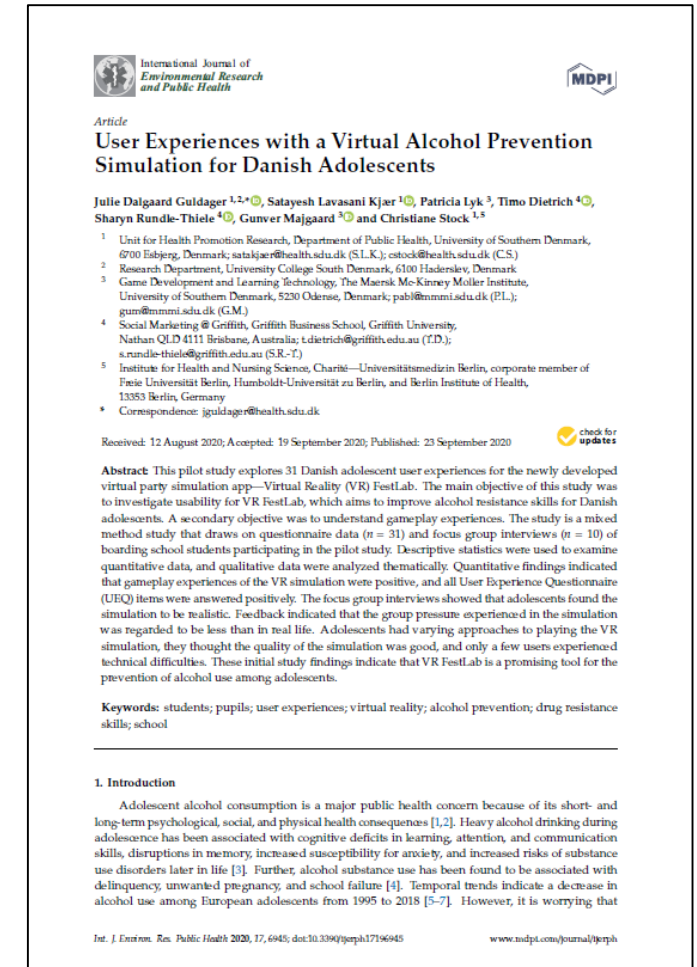 International Journal of
Environmental Research
and Public Health
MDPI
Article
User Experiences with a Virtual Alcohol Prevention
Simulation for Danish Adolescents
Julie Dalgaard Guldager 1,2,*, Satayesh Lavasani Kjær 1, Patricia Lyk 3, Timo Dietrich 4,
Sharyn Rundle-Thiele 4, Gunver Majgaard 3 and Christiane Stock 1,5
1 Unit for Health Promotion Research, Department of Public Health, University of Southern Denmark,
6700 Esbjerg, Denmark; satakjaer@health.sdu.dk (S.L.K.); cstock@health.sdu.dk (C.S.)
2 Research Department, University College South Denmark, 6100 Haderslev, Denmark
3 Game Development and Learning Technology, The Maersk Mc-Kinney Moller Institute,
University of Southern Denmark, 5230 Odense, Denmark; pabl@mmmi.sdu.dk (P.L.);
gum@mmmi.sdu.dk (G.M.)
4 Social Marketing @ Griffith, Griffith Business School, Griffith University,
Nathan QLD 4111 Brisbane, Australia; t.dietrich@griffith.edu.au (T.D.);
s.rundle-thiele@griffith.edu.au (S.R.-T.)
5 Institute for Health and Nursing Science, Charité—Universitätsmedizin Berlin, corporate member of
Freie Universität Berlin, Humboldt-Universität zu Berlin, and Berlin Institute of Health,
13353 Berlin, Germany
* Correspondence: jguldager@health.sdu.dk
Received: 12 August 2020; Accepted: 19 September 2020; Published: 23 September 2020
check for
updates
Abstract: This pilot study explores 31 Danish adolescent user experiences for the newly developed
virtual party simulation app—Virtual Reality (VR) FestLab. The main objective of this study was
to investigate usability for VR FestLab, which aims to improve alcohol resistance skills for Danish
adolescents. A secondary objective was to understand gameplay experiences. The study is a mixed
method study that draws on questionnaire data (n = 31) and focus group interviews (n = 10) of
boarding school students participating in the pilot study. Descriptive statistics were used to examine
quantitative data, and qualitative data were analyzed thematically. Quantitative findings indicated
that gameplay experiences of the VR simulation were positive, and all User Experience Questionnaire
(UEQ) items were answered positively. The focus group interviews showed that adolescents found the
simulation to be realistic. Feedback indicated that the group pressure experienced in the simulation
was regarded to be less than in real life. Adolescents had varying approaches to playing the VR
simulation, they thought the quality of the simulation was good, and only a few users experienced
technical difficulties. These initial study findings indicate that VR FestLab is a promising tool for the
prevention of alcohol use among adolescents.
Keywords: students; pupils; user experiences; virtual reality; alcohol prevention; drug resistance
skills; school
1. Introduction
Adolescent alcohol consumption is a major public health concern because of its short- and
long-term psychological, social, and physical health consequences [1,2]. Heavy alcohol drinking during
adolescence has been associated with cognitive deficits in learning, attention, and communication
skills, disruptions in memory, increased susceptibility for anxiety, and increased risks of substance
use disorders later in life [3]. Further, alcohol substance use has been found to be associated with
delinquency, unwanted pregnancy, and school failure [4]. Temporal trends indicate a decrease in
alcohol use among European adolescents from 1995 to 2018 [5–7]. However, it is worrying that
Int. J. Environ. Res. Public Health 2020, 17, 6945; doi:10.3390/ijerph17196945
www.mdpi.com/journal/ijerph